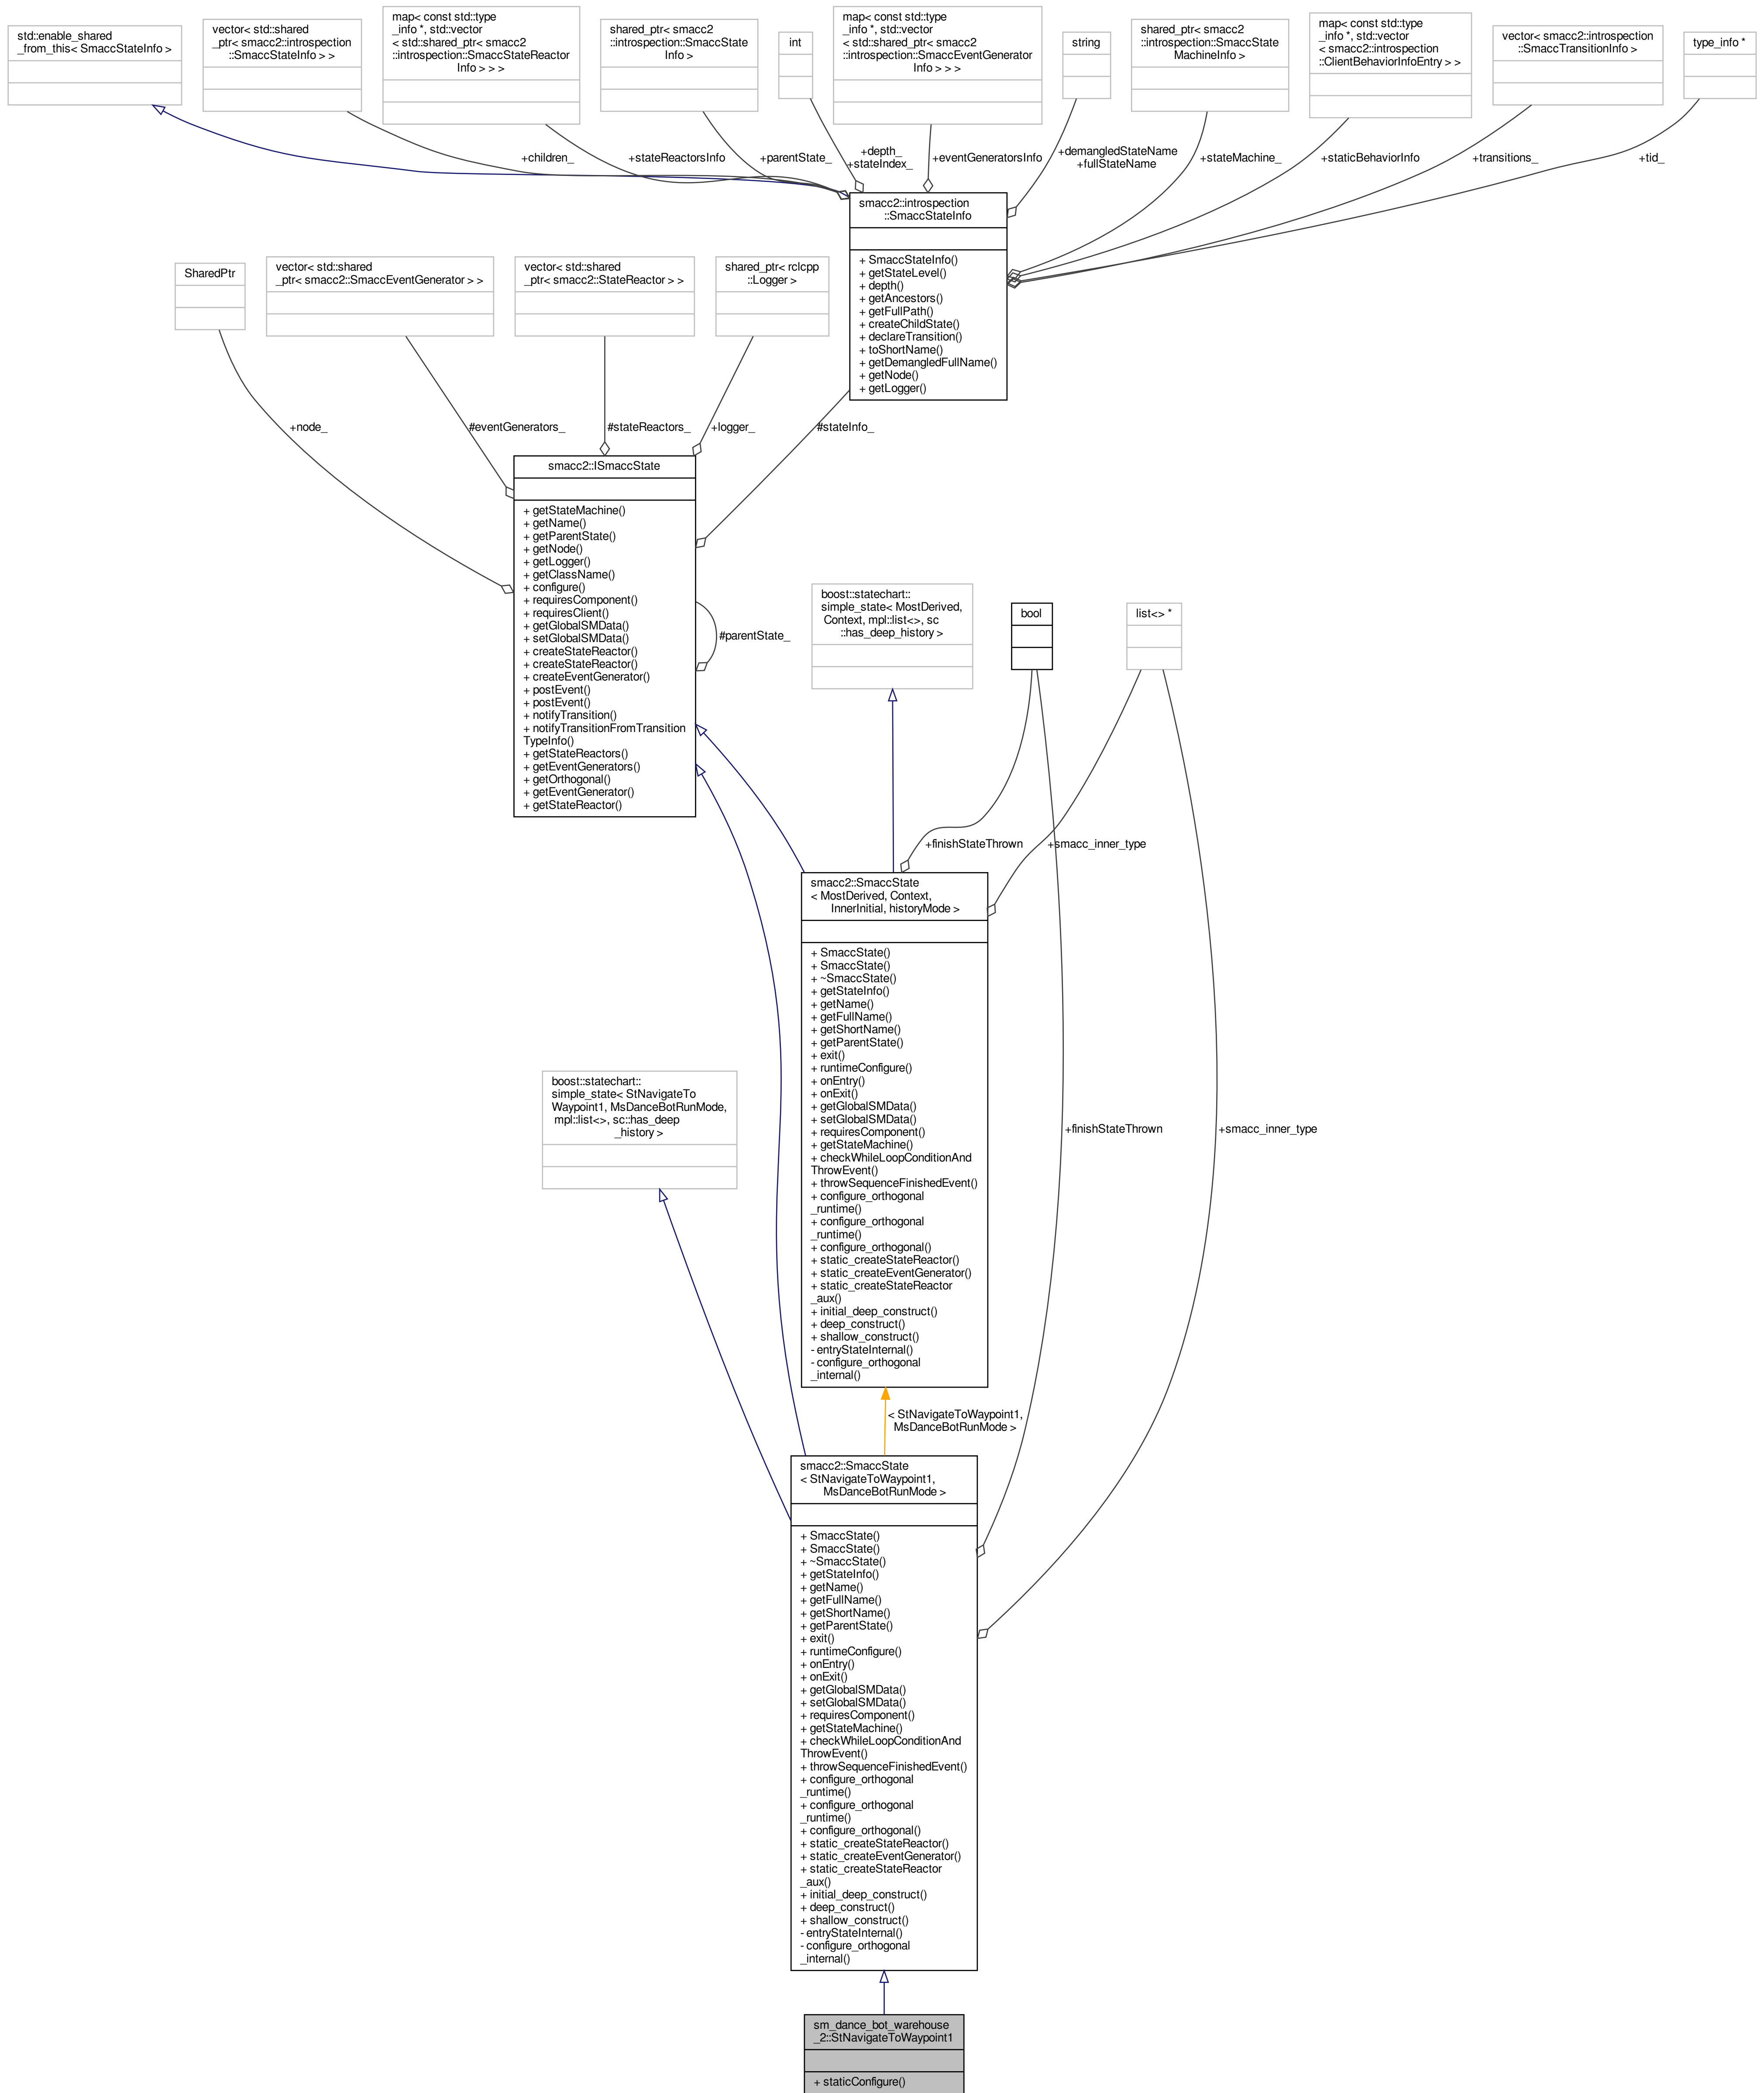 std::enable_shared
_from_this< SmaccStateInfo >
vector< std::shared
_ptr< smacc2::introspection
::SmaccStateInfo > >
map< const std::type
_info *, std::vector
< std::shared_ptr< smacc2
::introspection::SmaccStateReactor
Info > > >
shared_ptr< smacc2
::introspection::SmaccState
Info >
int
map< const std::type
_info *, std::vector
< std::shared_ptr< smacc2
::introspection::SmaccEventGenerator
Info > > >
string
shared_ptr< smacc2
::introspection::SmaccState
MachineInfo >
map< const std::type
_info *, std::vector
< smacc2::introspection
::ClientBehaviorInfoEntry > >
vector< smacc2::introspection
::SmaccTransitionInfo >
type_info *
+children_
+stateReactorsInfo
+parentState_
+depth_
+stateIndex_
+eventGeneratorsInfo
+demangledStateName
+fullStateName
+stateMachine_
+staticBehaviorInfo
+transitions_
+tid_
smacc2::introspection
::SmaccStateInfo
+ SmaccStateInfo()
+ getStateLevel()
+ depth()
+ getAncestors()
+ getFullPath()
+ createChildState()
+ declareTransition()
+ toShortName()
+ getDemangledFullName()
+ getNode()
+ getLogger()
SharedPtr
vector< std::shared
_ptr< smacc2::SmaccEventGenerator > >
vector< std::shared
_ptr< smacc2::StateReactor > >
shared_ptr< rclcpp
::Logger >
+node_
#eventGenerators_
#stateReactors_
+logger_
#stateInfo_
smacc2::ISmaccState
+ getStateMachine()
+ getName()
+ getParentState()
+ getNode()
+ getLogger()
+ getClassName()
+ configure()
+ requiresComponent()
+ requiresClient()
+ getGlobalSMData()
+ setGlobalSMData()
+ createStateReactor()
+ createStateReactor()
+ createEventGenerator()
+ postEvent()
+ postEvent()
+ notifyTransition()
+ notifyTransitionFromTransition
TypeInfo()
+ getStateReactors()
+ getEventGenerators()
+ getOrthogonal()
+ getEventGenerator()
+ getStateReactor()
#parentState_
boost::statechart::
simple_state< MostDerived,
Context, mpl::list<>, sc
::has_deep_history >
bool
list<> *
+finishStateThrown
+smacc_inner_type
smacc2::SmaccState
< MostDerived, Context,
InnerInitial, historyMode >
+ SmaccState()
+ SmaccState()
+ ~SmaccState()
+ getStateInfo()
+ getName()
+ getFullName()
+ getShortName()
+ getParentState()
+ exit()
+ runtimeConfigure()
+ onEntry()
+ onExit()
+ getGlobalSMData()
+ setGlobalSMData()
+ requiresComponent()
+ getStateMachine()
+ checkWhileLoopConditionAnd
ThrowEvent()
+ throwSequenceFinishedEvent()
+ configure_orthogonal
_runtime()
+ configure_orthogonal
_runtime()
+ configure_orthogonal()
+ static_createStateReactor()
+ static_createEventGenerator()
+ static_createStateReactor
_aux()
+ initial_deep_construct()
+ deep_construct()
+ shallow_construct()
- entryStateInternal()
- configure_orthogonal
_internal()
boost::statechart::
simple_state< StNavigateTo
Waypoint1, MsDanceBotRunMode,
mpl::list<>, sc::has_deep
_history >
+finishStateThrown
+smacc_inner_type
< StNavigateToWaypoint1,
MsDanceBotRunMode >
smacc2::SmaccState
< StNavigateToWaypoint1,
MsDanceBotRunMode >
+ SmaccState()
+ SmaccState()
+ ~SmaccState()
+ getStateInfo()
+ getName()
+ getFullName()
+ getShortName()
+ getParentState()
+ exit()
+ runtimeConfigure()
+ onEntry()
+ onExit()
+ getGlobalSMData()
+ setGlobalSMData()
+ requiresComponent()
+ getStateMachine()
+ checkWhileLoopConditionAnd
ThrowEvent()
+ throwSequenceFinishedEvent()
+ configure_orthogonal
_runtime()
+ configure_orthogonal
_runtime()
+ configure_orthogonal()
+ static_createStateReactor()
+ static_createEventGenerator()
+ static_createStateReactor
_aux()
+ initial_deep_construct()
+ deep_construct()
+ shallow_construct()
- entryStateInternal()
- configure_orthogonal
_internal()
sm_dance_bot_warehouse
_2::StNavigateToWaypoint1
+ staticConfigure()